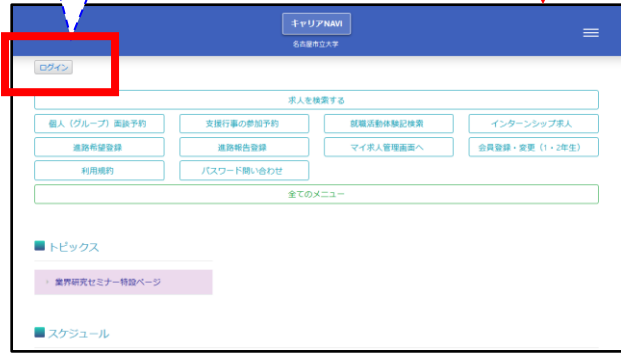 キャリアNAVI
名古屋市立大学
ログイン
求人を検索する
個人（グループ）面談予約 支援行事の参加予約 就職活動体験記検索 インターンシップ求人
進路希望登録 進路報告登録 マイ求人管理画面へ 会員登録・変更（1・2年生）
利用規約 パスワード問い合わせ
全てのメニュー
トピックス
業界研究セミナー特設ページ
スケジュール